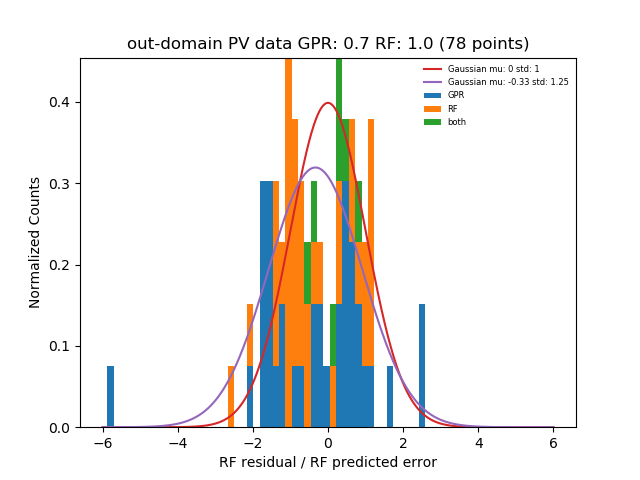 out-domain PV data GPR: 0.7 RF: 1.0 (78 points)
Gaussian mu: 0 std: 1
Gaussian mu: -0.33 std: 1.25
GPR
RF
both
Normalized Counts
0.4
0.3
0.2
0.1
0.0
−6 −4 −2 0 2 4 6
RF residual / RF predicted error